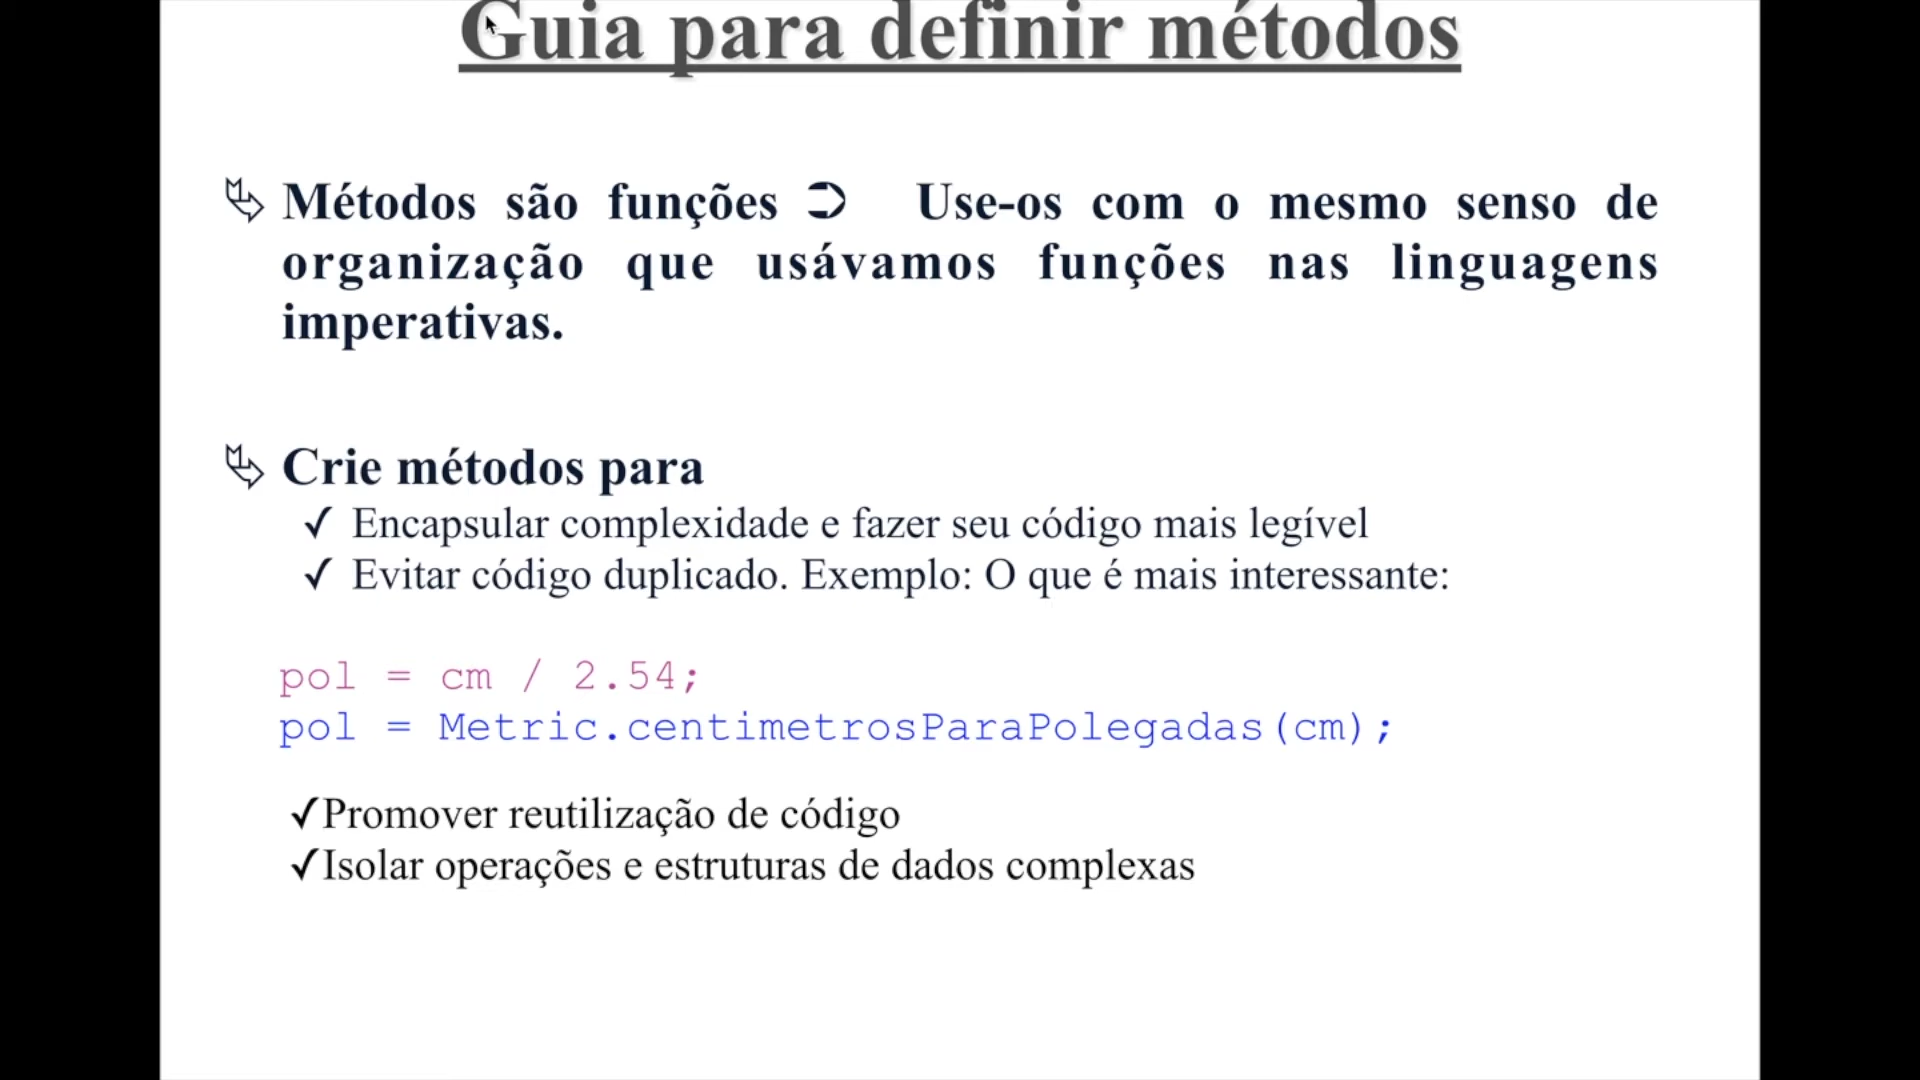 Guia para definir métodos
Métodos são funções ➲ Use-os com o mesmo senso de
organização que usávamos funções nas linguagens
imperativas.
Crie métodos para
✓ Encapsular complexidade e fazer seu código mais legível
✓ Evitar código duplicado. Exemplo: O que é mais interessante:
pol = cm / 2.54;
pol = Metric.centimetrosParaPolegadas(cm);
✓Promover reutilização de código
✓Isolar operações e estruturas de dados complexas